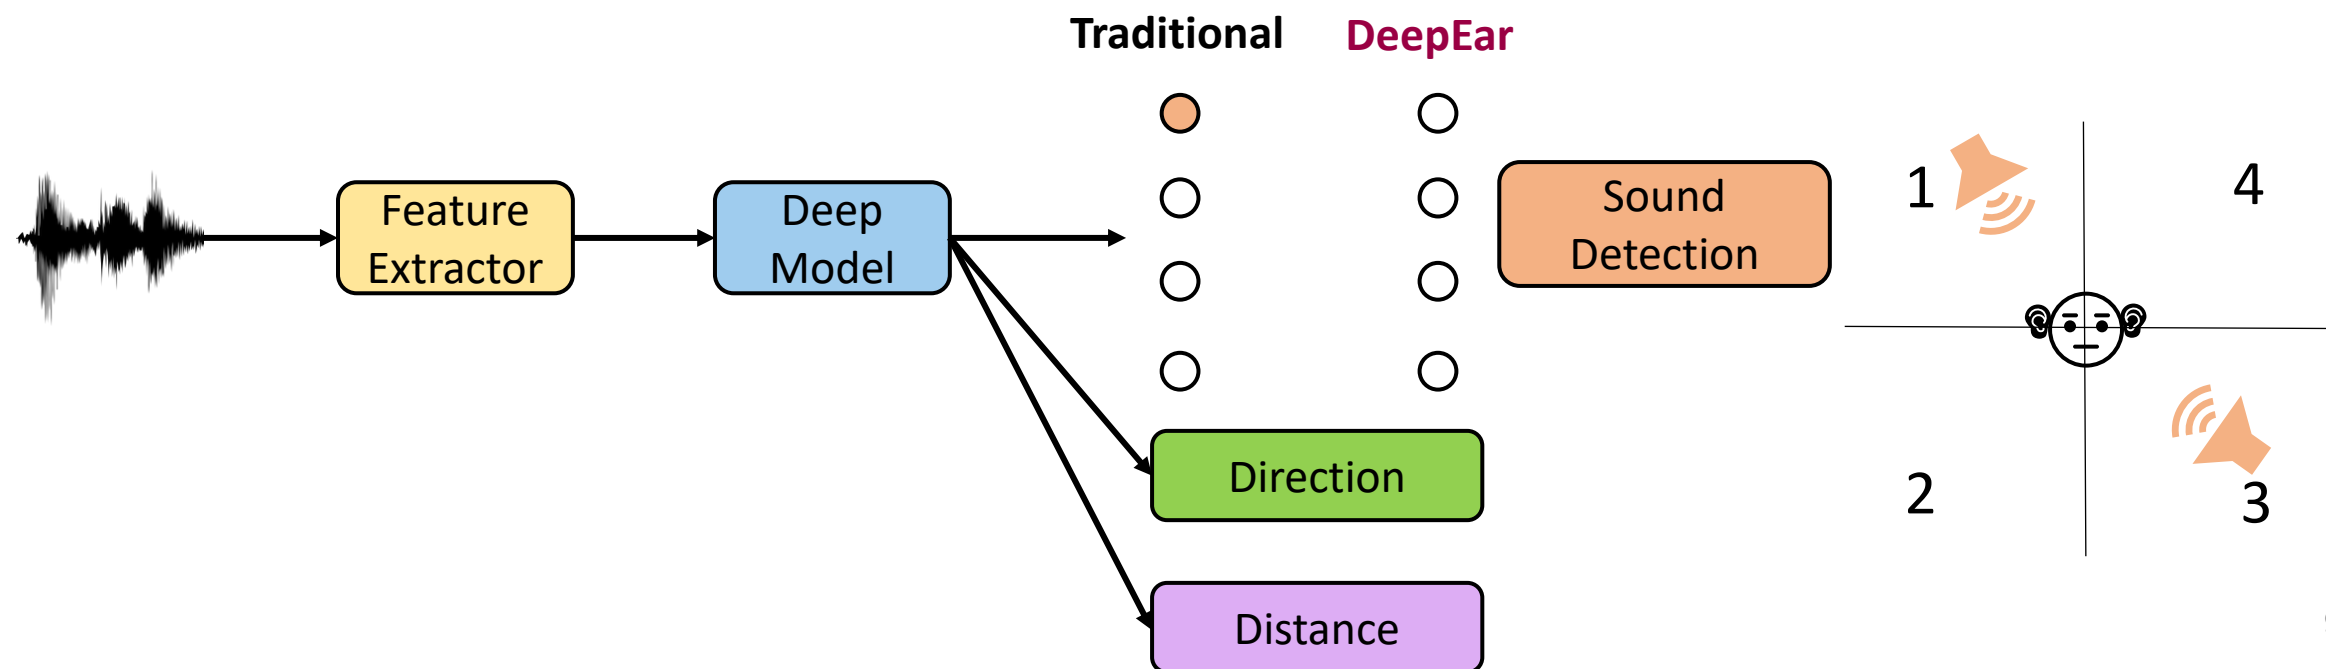 Traditional
DeepEar
Feature
Extractor
Deep
Model
Sound
Detection
1
4
2
3
Direction
Distance